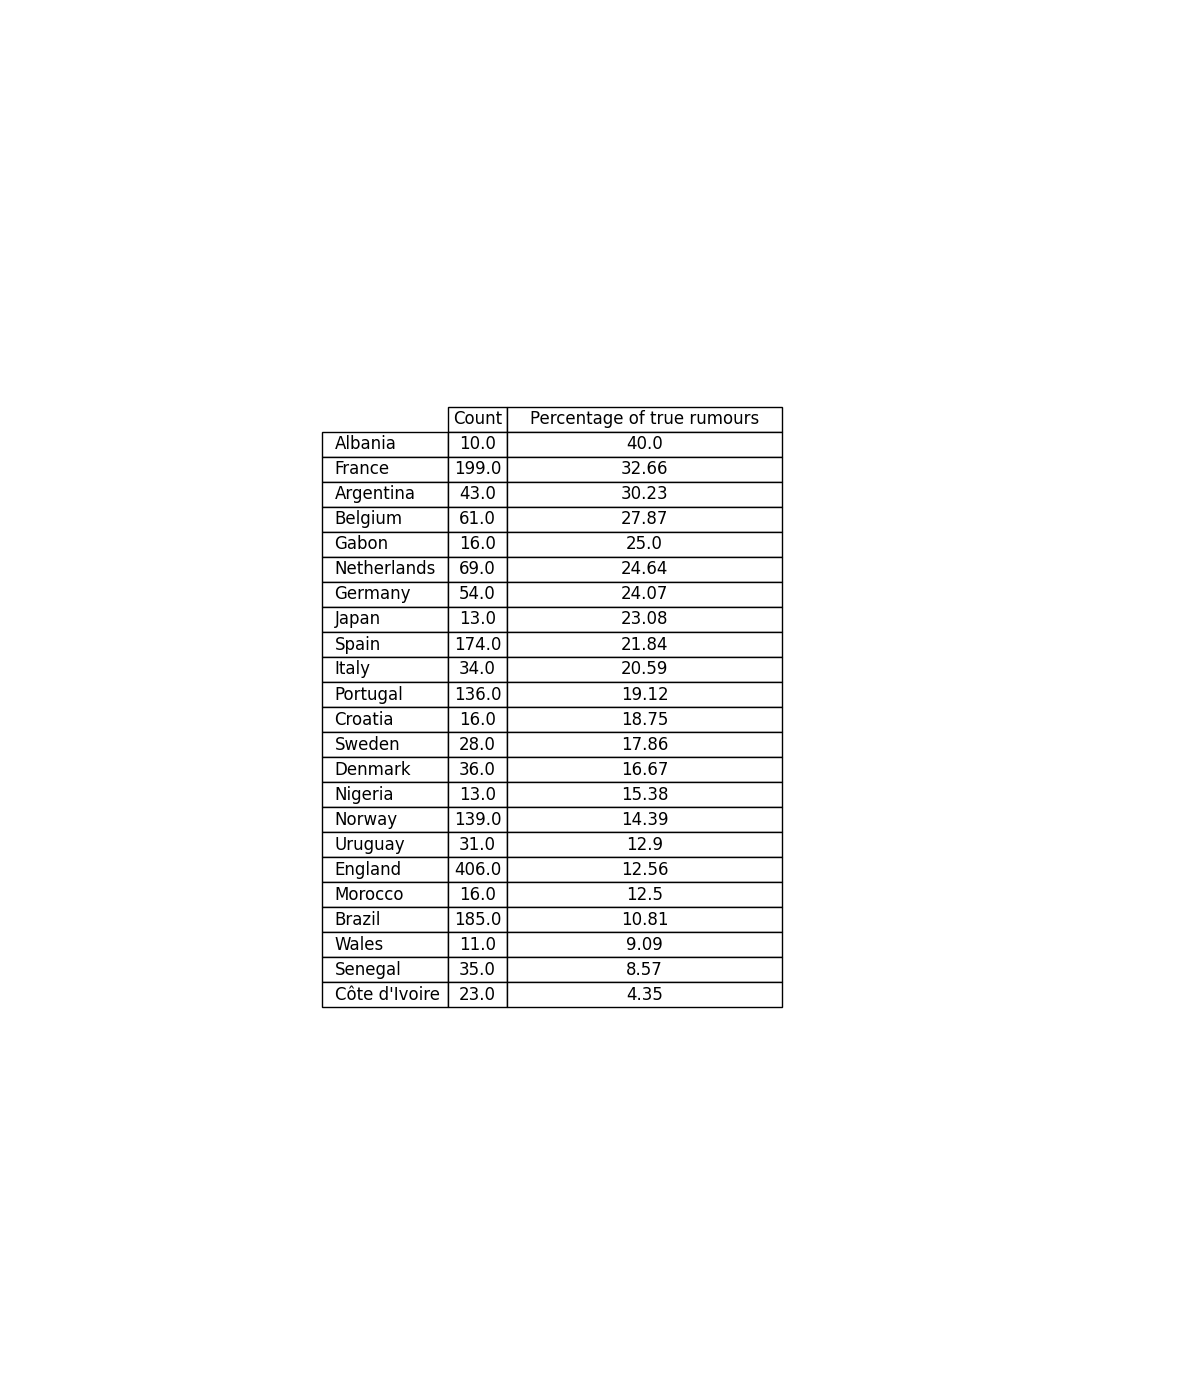 Count Percentage of true rumours
Albania 10.0 40.0
France 199.0 32.66
Argentina 43.0 30.23
Belgium 61.0 27.87
Gabon 16.0 25.0
Netherlands 69.0 24.64
Germany 54.0 24.07
Japan 13.0 23.08
Spain 174.0 21.84
Italy 34.0 20.59
Portugal 136.0 19.12
Croatia 16.0 18.75
Sweden 28.0 17.86
Denmark 36.0 16.67
Nigeria 13.0 15.38
Norway 139.0 14.39
Uruguay 31.0 12.9
England 406.0 12.56
Morocco 16.0 12.5
Brazil 185.0 10.81
Wales 11.0 9.09
Senegal 35.0 8.57
Côte d'Ivoire 23.0 4.35